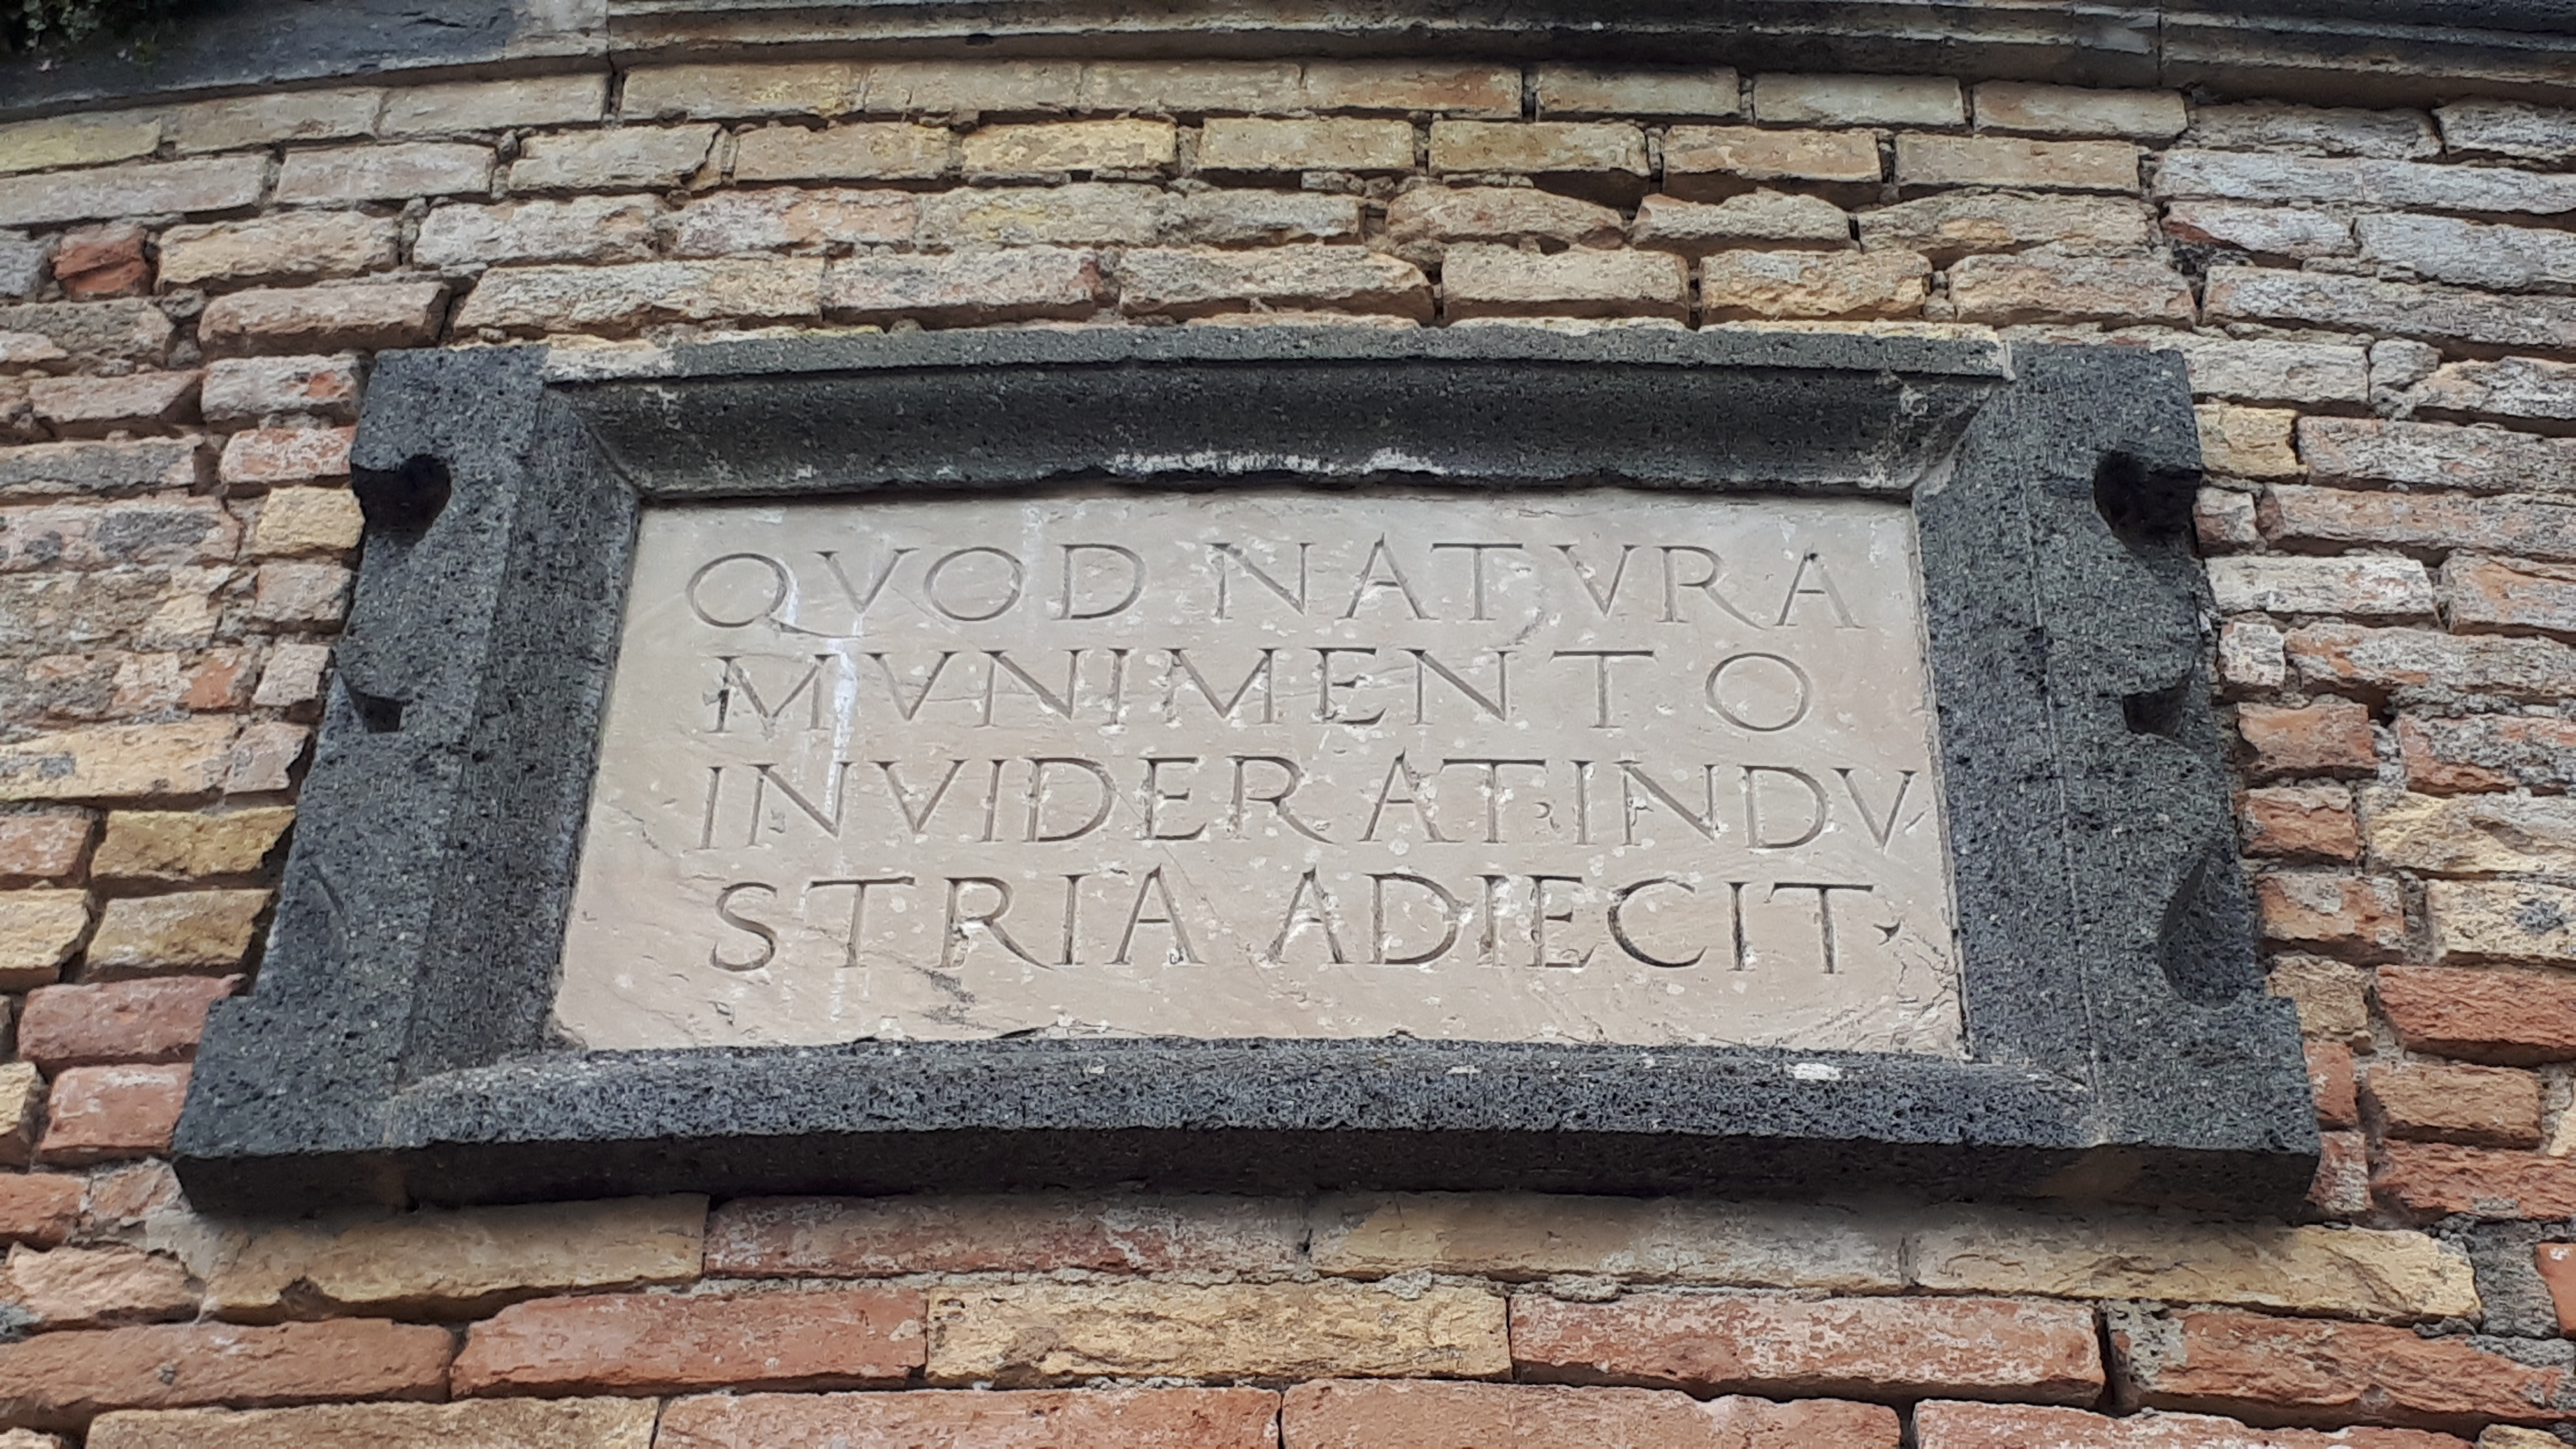 QVOD NATVRA
MVNIMENTO
INVIDERAT INDV
STRIA ADIECIT·